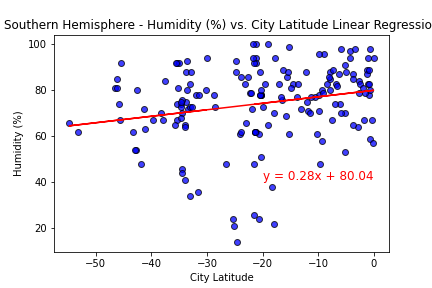 Southern Hemisphere - Humidity (%) vs. City Latitude Linear Regressio
100
80
60
40
20
Humidity (%)
y = 0.28x + 80.04
−50
−40
−30
−20
−10
0
City Latitude